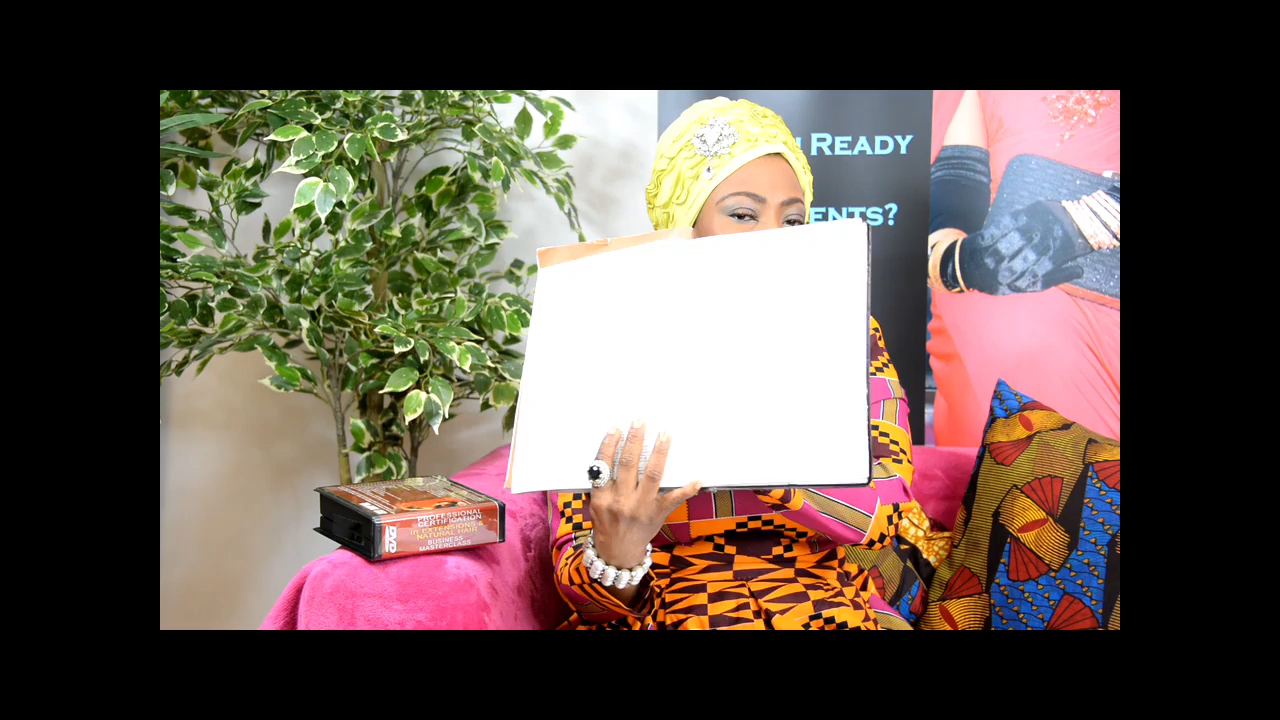 READY
ENTS?
PROFESSIONAL
CERTIFICATION
IN EXTENSIONS &
NATURAL HAIR
BUSINESS
MASTERCLASS
DVD